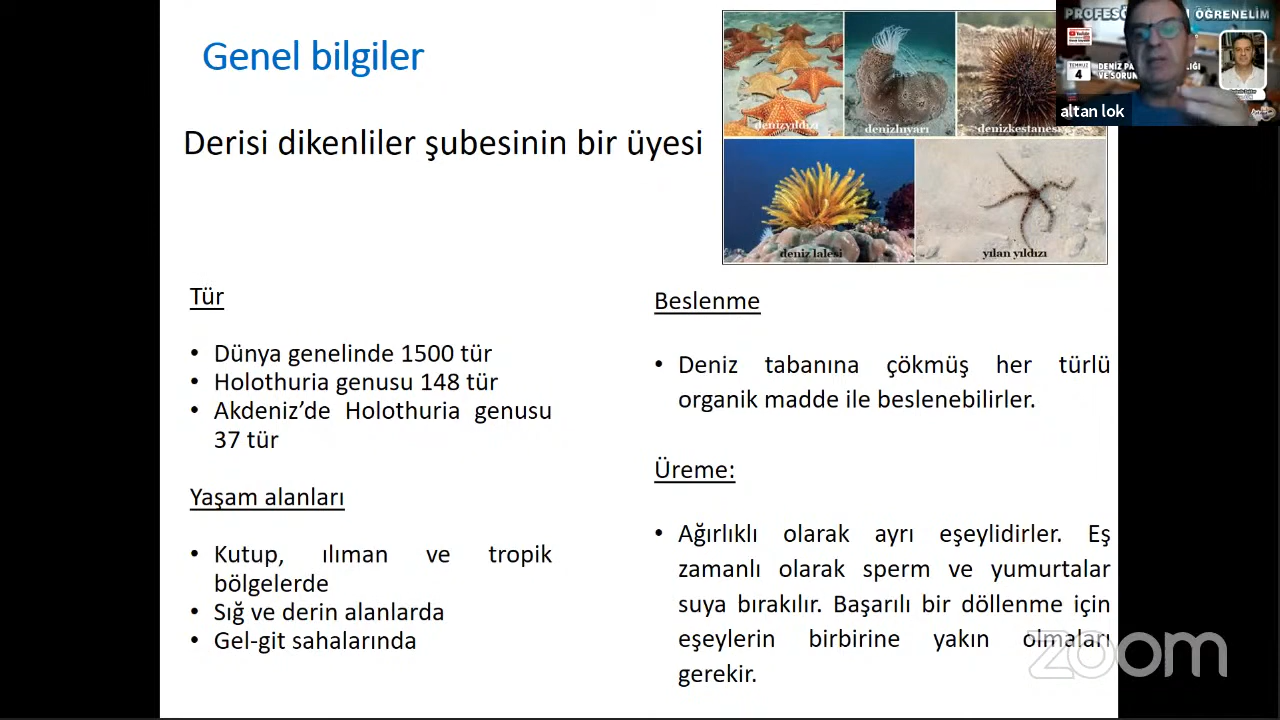 Genel bilgiler
Derisi dikenliler şubesinin bir üyesi
denizyıldızı
denizhıyarı
denizkestanesi
deniz lalesi
yılan yıldızı
ÖĞRENELİM
YouTube
TEMMUZ
4
altan lok
Tür
• Dünya genelinde 1500 tür
• Holothuria genusu 148 tür
• Akdeniz’de Holothuria genusu
37 tür
Yaşam alanları
• Kutup, ılıman ve tropik
bölgelerde
• Sığ ve derin alanlarda
• Gel-git sahalarında
Beslenme
• Deniz tabanına çökmüş her türlü
organik madde ile beslenebilirler.
Üreme:
• Ağırlıklı olarak ayrı eşeylidirler. Eş
zamanlı olarak sperm ve yumurtalar
suya bırakılır. Başarılı bir döllenme için
eşeylerin birbirine yakın olmaları
gerekir.
zoom